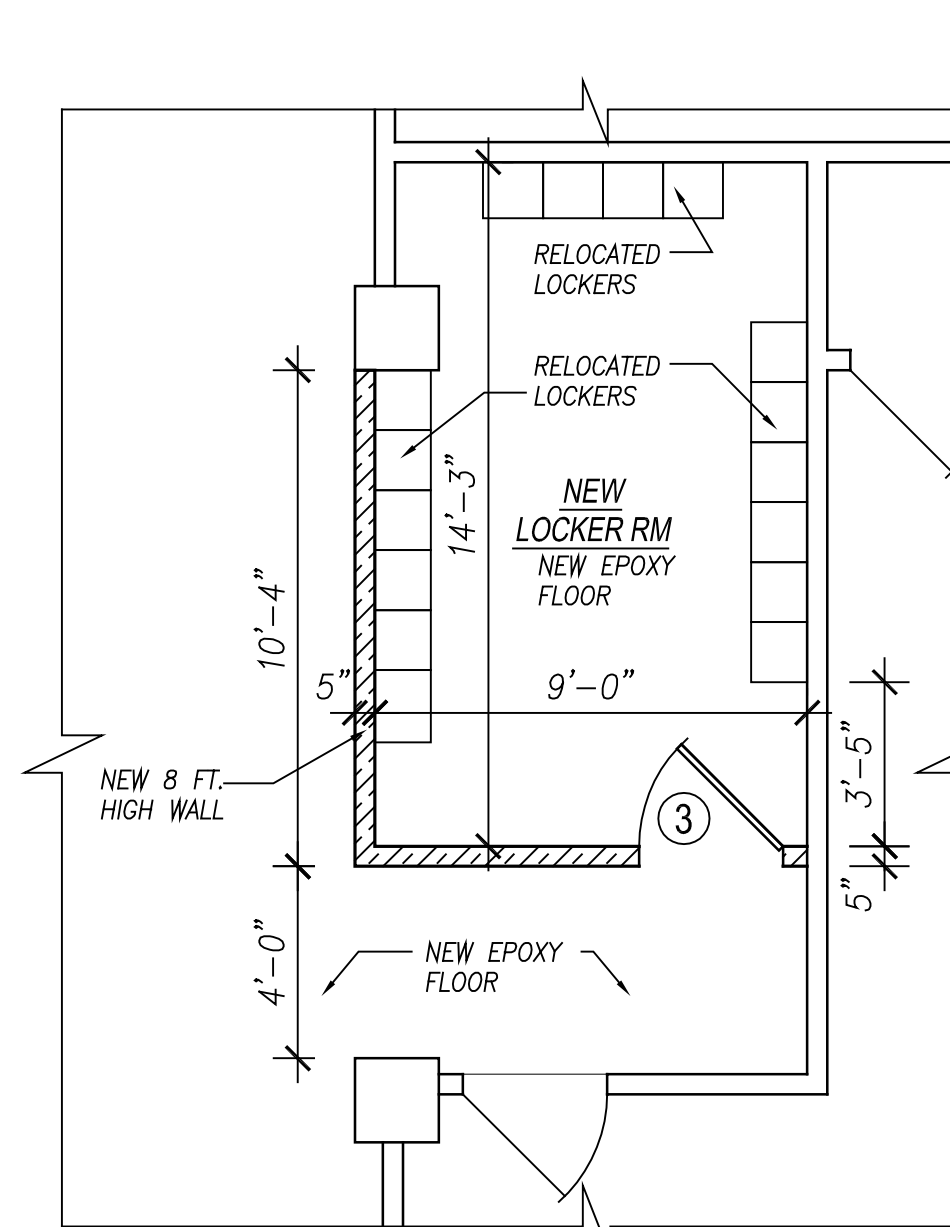 RELOCATED
LOCKERS
RELOCATED
LOCKERS
14'-3"
NEW
LOCKER RM
NEW EPOXY
FLOOR
10'-4"
5"
9'-0"
3'-5"
NEW 8 FT.
HIGH WALL
3
5"
4'-0"
NEW EPOXY
FLOOR